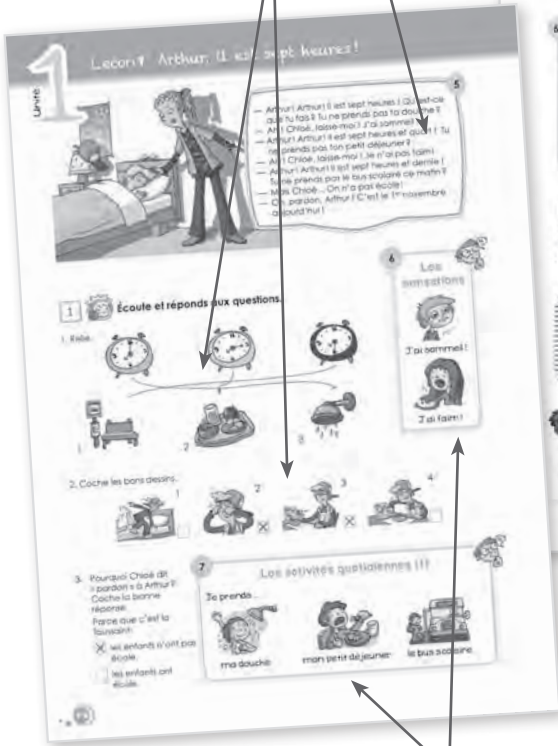 Unité
1
Leçon 1 Arthur, il est sept heures !
5
— Arthur ! Arthur ! Il est sept heures ! Qu'est-ce
que tu fais ? Tu ne prends pas ta douche ?
— Ah ! Chloé, laisse-moi ! J'ai sommeil !
— Arthur ! Arthur ! Il est sept heures et quart ! Tu
ne prends pas ton petit déjeuner ?
— Ah ! Chloé, laisse-moi ! Je n'ai pas faim !
— Arthur ! Arthur ! Il est sept heures et demie !
Tu ne prends pas le bus scolaire ce matin ?
— Mais Chloé... On n'a pas école !
— Oh, pardon, Arthur ! C'est le 1er novembre
aujourd'hui !
6
Les
sensations
J'ai sommeil !
J'ai faim !
1 Écoute et réponds aux questions.
1. Relie.
1
2
3
2. Coche les bons dessins.
1
2
3
4
3. Pourquoi Chloé dit
« pardon » à Arthur ?
Coche la bonne
réponse.
Parce que c'est la
Toussaint :
les enfants n'ont pas
école.
les enfants ont
école.
7
Les activités quotidiennes (1)
Je prends...
ma douche
mon petit déjeuner
le bus scolaire
6